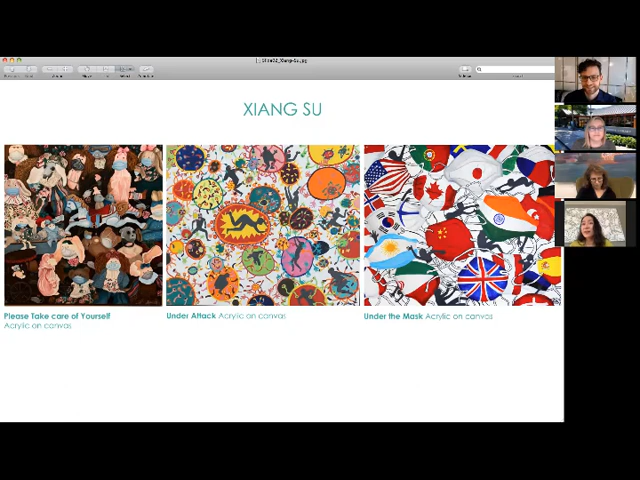 XIANG SU
Please Take care of Yourself
Acrylic on canvas
Under Attack Acrylic on canvas
Under the Mask Acrylic on canvas